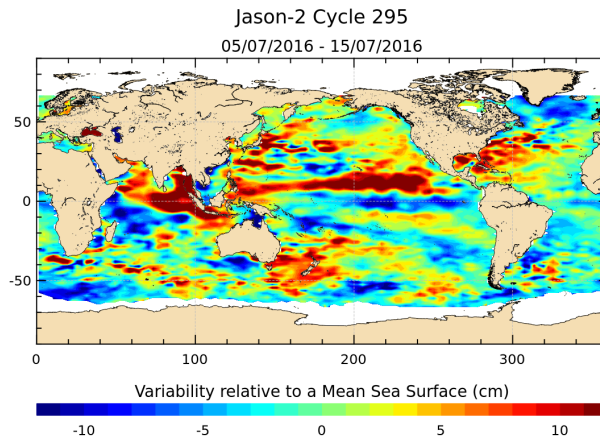 Jason-2 Cycle 295
05/07/2016 - 15/07/2016
50
0
-50
0 100 200 300
Variability relative to a Mean Sea Surface (cm)
-10 -5 0 5 10